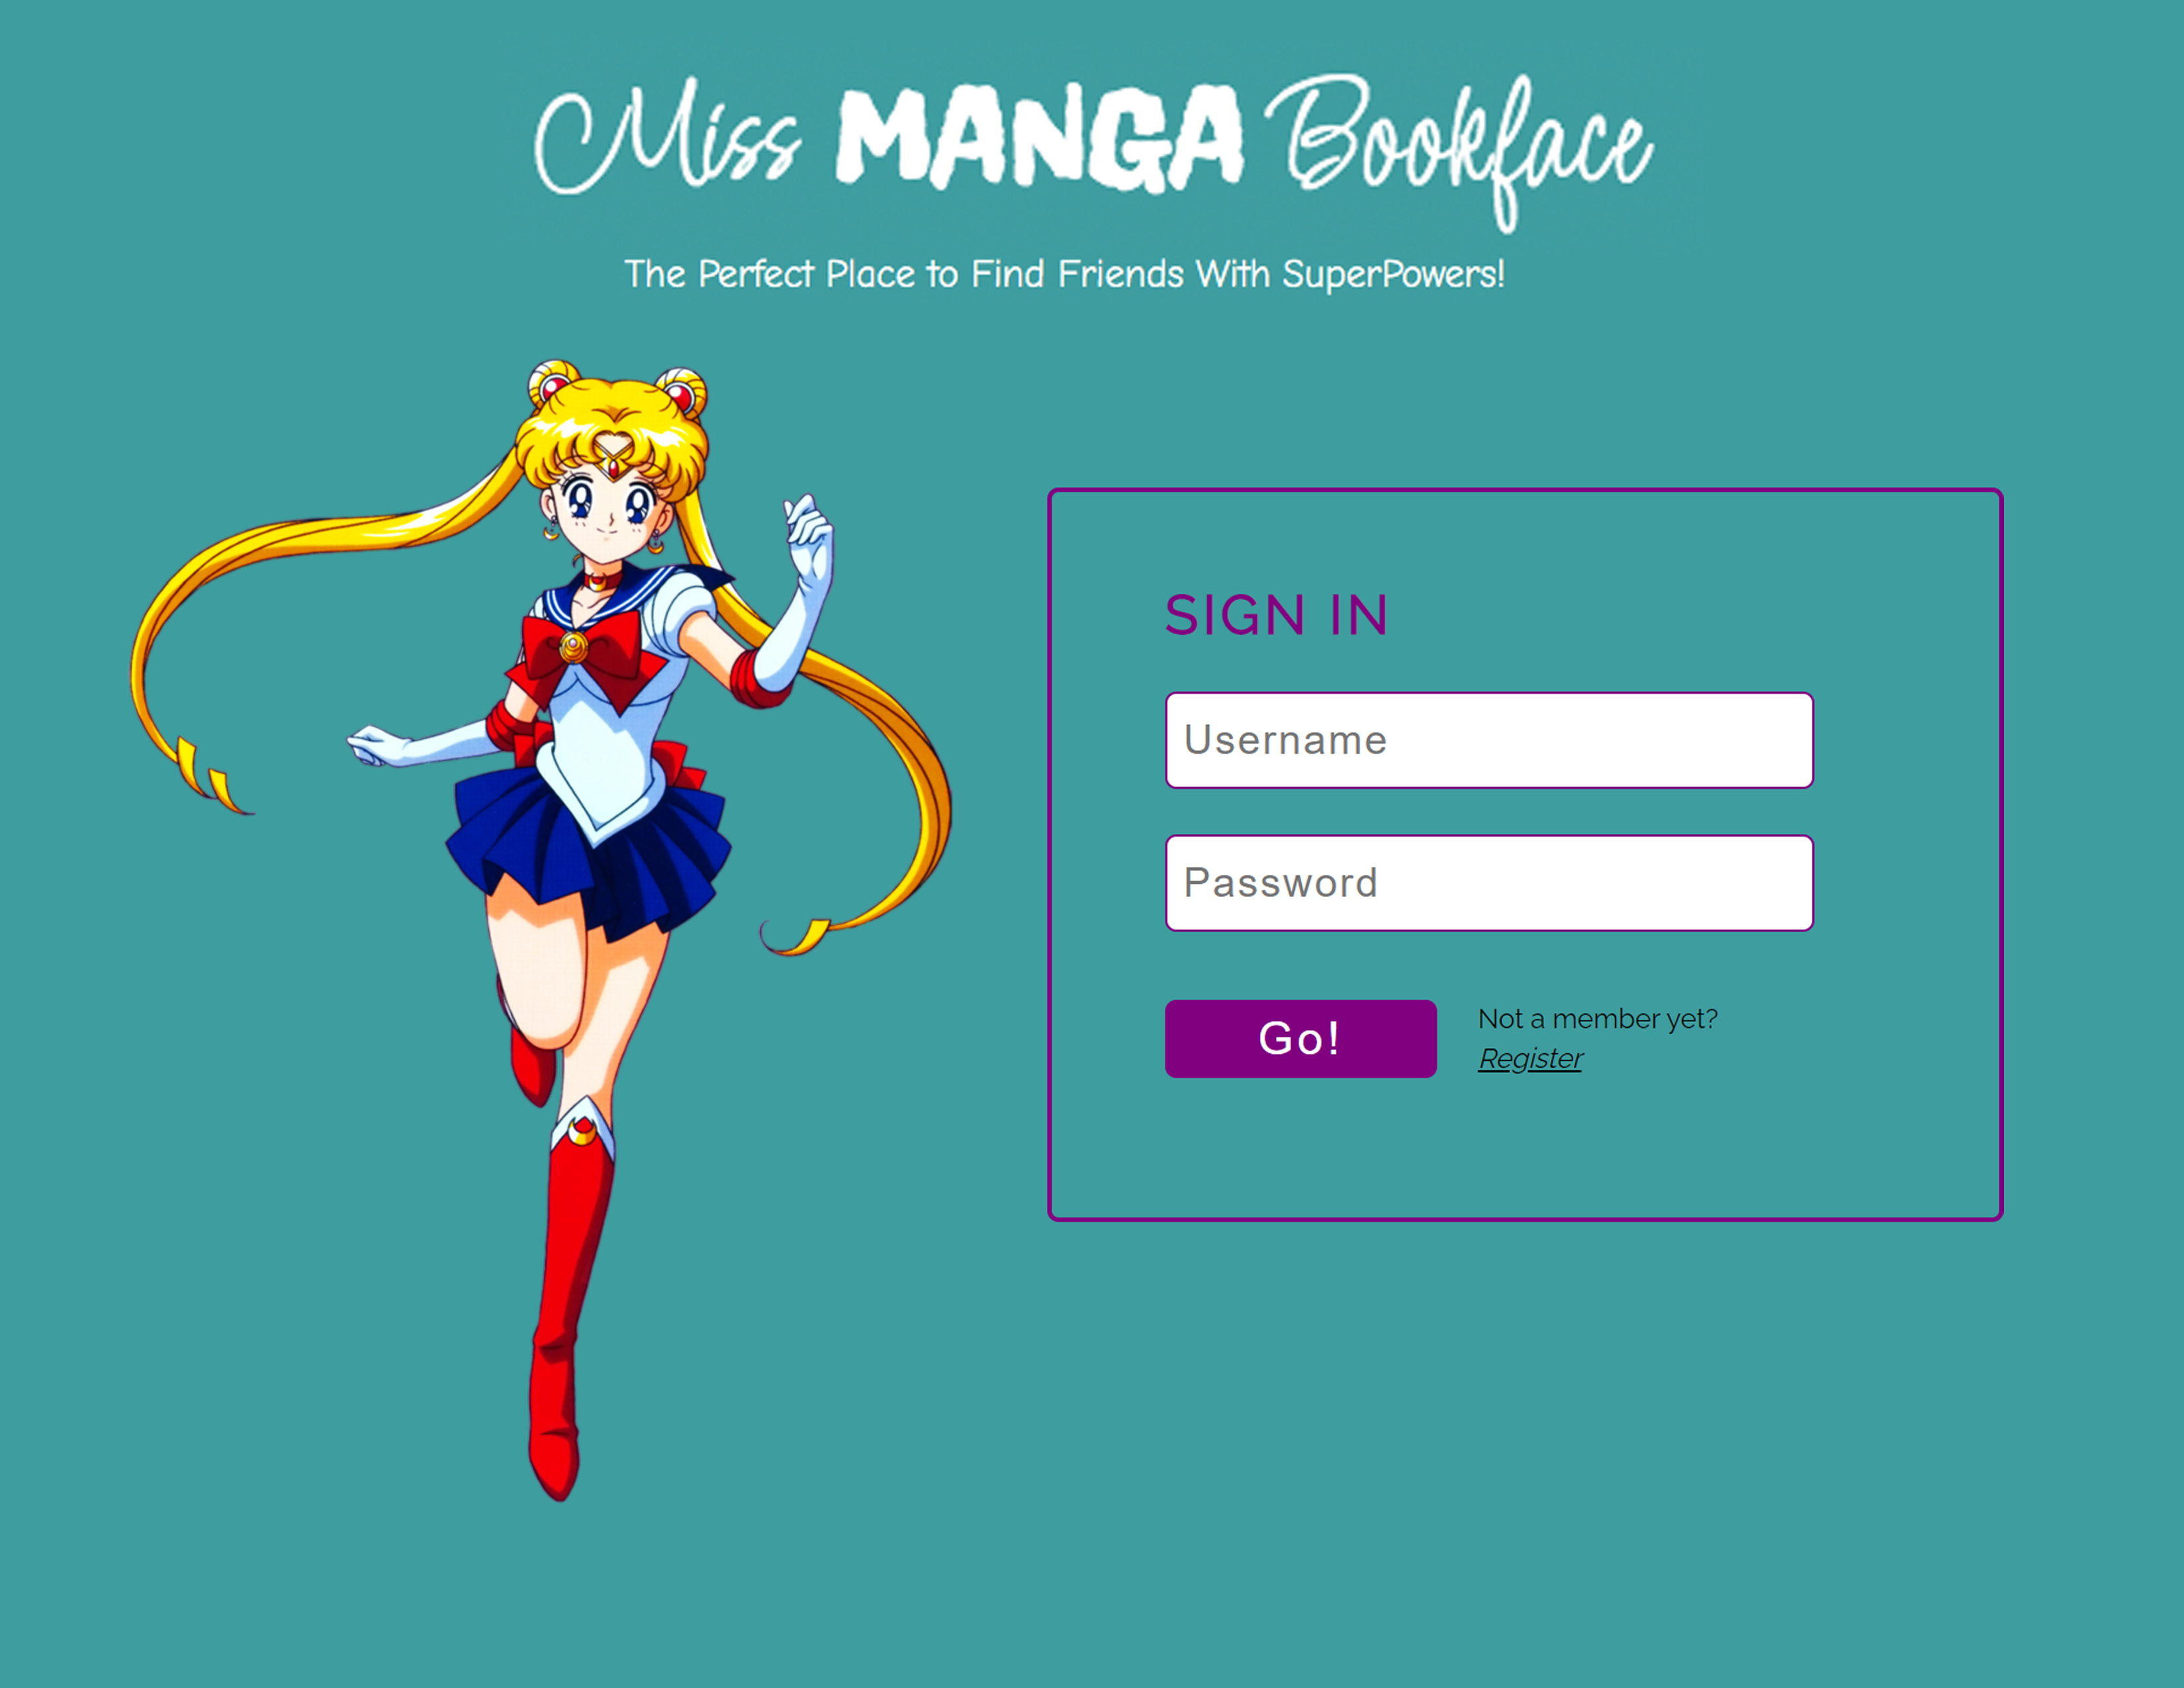 Miss MANGA Bookface
The Perfect Place to Find Friends With SuperPowers!
SIGN IN
Username
Password
Go!
Not a member yet?
Register